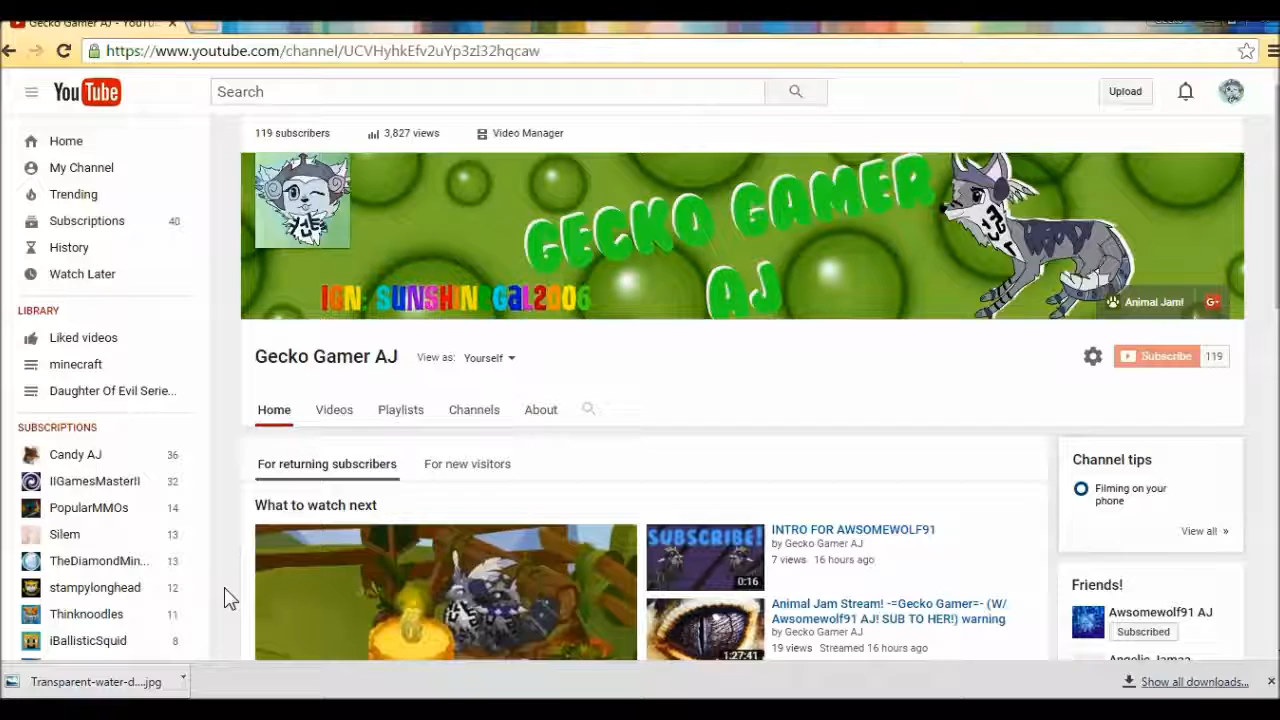 Gecko Gamer AJ - YouTu
https://www.youtube.com/channel/UCVHyhkEfv2uYp3zI32hqcaw
YouTube
Search
Upload
Home
My Channel
Trending
Subscriptions 40
History
Watch Later
LIBRARY
Liked videos
minecraft
Daughter Of Evil Serie...
SUBSCRIPTIONS
Candy AJ 36
IIGamesMasterII 32
PopularMMOs 14
Silem 13
TheDiamondMin... 13
stampylonghead 12
Thinknoodles 11
iBallisticSquid 8
119 subscribers 3,827 views Video Manager
GECKO GAMER
AJ
IGN: SUNSHINEGAL2006
Animal Jam! G+
Gecko Gamer AJ View as: Yourself
Subscribe 119
Home Videos Playlists Channels About
For returning subscribers For new visitors
What to watch next
SUBSCRIBE!
0:16
INTRO FOR AWSOMEWOLF91
by Gecko Gamer AJ
7 views 16 hours ago
1:27:41
Animal Jam Stream! -=Gecko Gamer=- (W/
Awsomewolf91 AJ! SUB TO HER!) warning
by Gecko Gamer AJ
19 views Streamed 16 hours ago
Channel tips
Filming on your
phone
View all »
Friends!
Awsomewolf91 AJ
Subscribed
Transparent-water-d....jpg
Show all downloads...